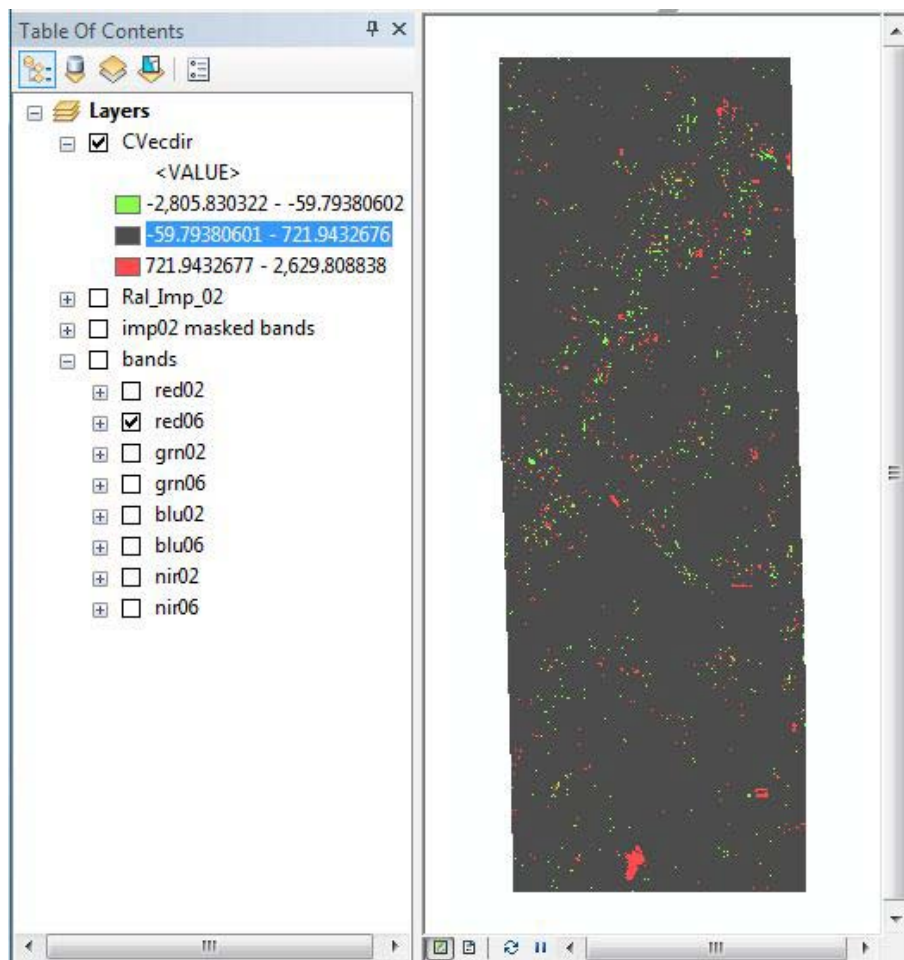 Table Of Contents
Layers
CVecdir
<VALUE>
-2,805.830322 - -59.79380602
-59.79380601 - 721.9432676
721.9432677 - 2,629.808838
Ral_Imp_02
imp02 masked bands
bands
red02
red06
grn02
grn06
blu02
blu06
nir02
nir06